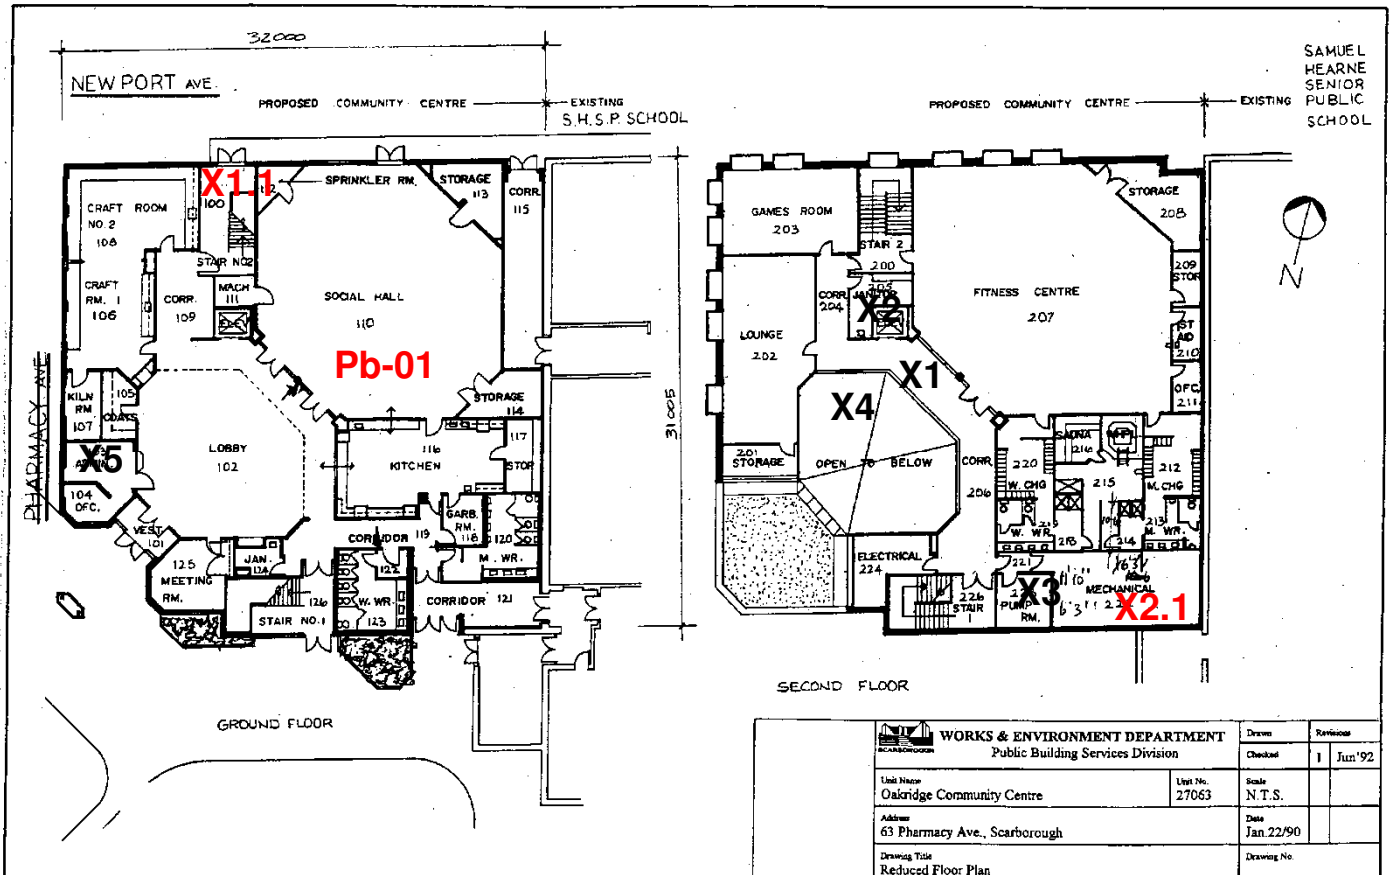 32000
NEWPORT AVE.
PROPOSED COMMUNITY CENTRE
EXISTING
S.H.S.P. SCHOOL
PROPOSED COMMUNITY CENTRE
EXISTING
SAMUEL
HEARNE
SENIOR
PUBLIC
SCHOOL
X1.1
100
112
SPRINKLER RM.
STORAGE
113
CORR.
115
CRAFT ROOM
NO.2
108
STAIR NO2
MACH
111
CRAFT
RM. 1
106
CORR.
109
SOCIAL HALL
110
Pb-01
PHARMACY AVE
KILN
RM
107
105
COATS
X5
104
OFC.
LOBBY
102
VEST.
101
STORAGE
114
116
KITCHEN
117
STOR
GARB.
RM.
118
119
120
M. WR.
CORRIDOR
125
MEETING
RM.
JAN
124
122
126
STAIR NO.1
W. WR
123
CORRIDOR 121
31005
GROUND FLOOR
GAMES ROOM
203
STAIR 2
200
STORAGE
208
209
STOR
FITNESS CENTRE
207
CORR.
204
JANITOR
205
X2
LOUNGE
202
X1
X4
1ST
AID
210
OFC.
211
201
STORAGE
OPEN TO BELOW
CORR.
206
SAUNA
216
220
W. CHG
215
212
M. CHG
W. WR.
218
214
213
M. WR.
ELECTRICAL
224
221
226
STAIR
1
X3
PUMP
RM.
MECHANICAL
X2.1
N
SECOND FLOOR
SCARBOROUGH
WORKS & ENVIRONMENT DEPARTMENT
Public Building Services Division
Drawn
Revisions
Checked
1 Jun'92
Unit Name
Oakridge Community Centre
Unit No.
27063
Scale
N.T.S.
Address
63 Pharmacy Ave., Scarborough
Date
Jan.22/90
Drawing Title
Reduced Floor Plan
Drawing No.